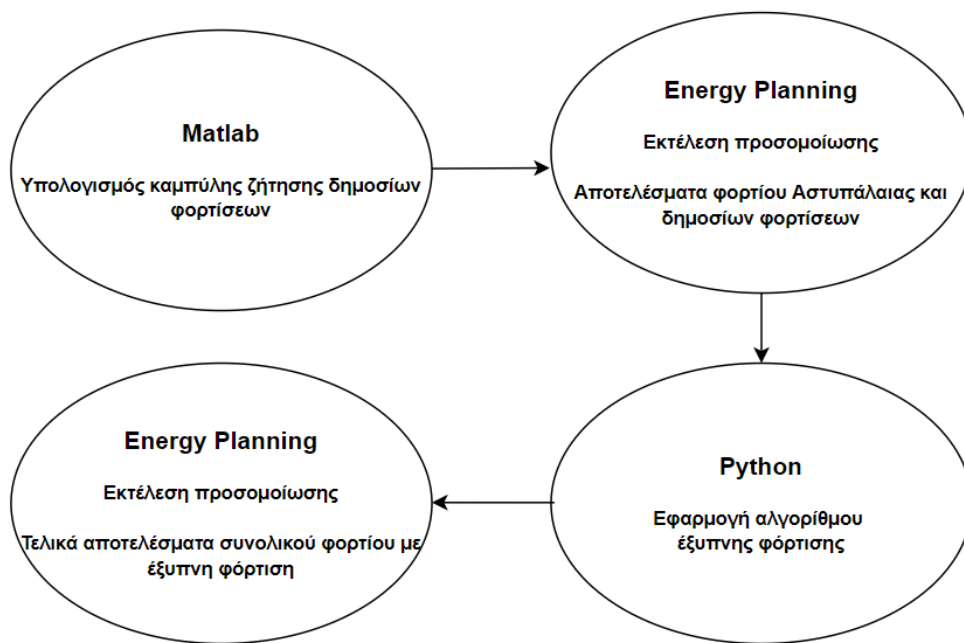 Matlab
Υπολογισμός καμπύλης ζήτησης δημοσίων
φορτίσεων
Energy Planning
Εκτέλεση προσομοίωσης
Αποτελέσματα φορτίου Αστυπάλαιας και
δημοσίων φορτίσεων
Python
Εφαρμογή αλγορίθμου
έξυπνης φόρτισης
Energy Planning
Εκτέλεση προσομοίωσης
Τελικά αποτελέσματα συνολικού φορτίου με
έξυπνη φόρτιση